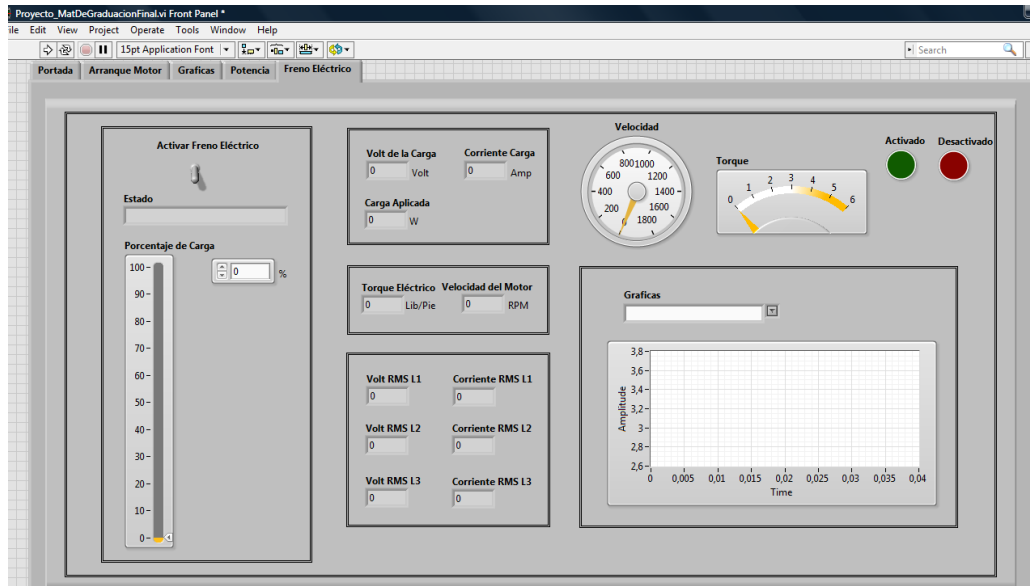 Proyecto_MatDeGraduacionFinal.vi Front Panel *
ile Edit View Project Operate Tools Window Help
15pt Application Font
Search
Portada Arranque Motor Graficas Potencia Freno Eléctrico
Activar Freno Eléctrico
Estado
Porcentaje de Carga
0 %
100
90
80
70
60
50
40
30
20
10
0
Volt de la Carga Corriente Carga
0 Volt 0 Amp
Carga Aplicada
0 W
Torque Eléctrico Velocidad del Motor
0 Lib/Pie 0 RPM
Volt RMS L1 Corriente RMS L1
0 0
Volt RMS L2 Corriente RMS L2
0 0
Volt RMS L3 Corriente RMS L3
0 0
Velocidad
0 200 400 600 800 1000 1200 1400 1600 1800
Torque
0 1 2 3 4 5 6
Activado Desactivado
Graficas
Amplitude
3,8
3,6
3,4
3,2
3
2,8
2,6
0 0,005 0,01 0,015 0,02 0,025 0,03 0,035 0,04
Time